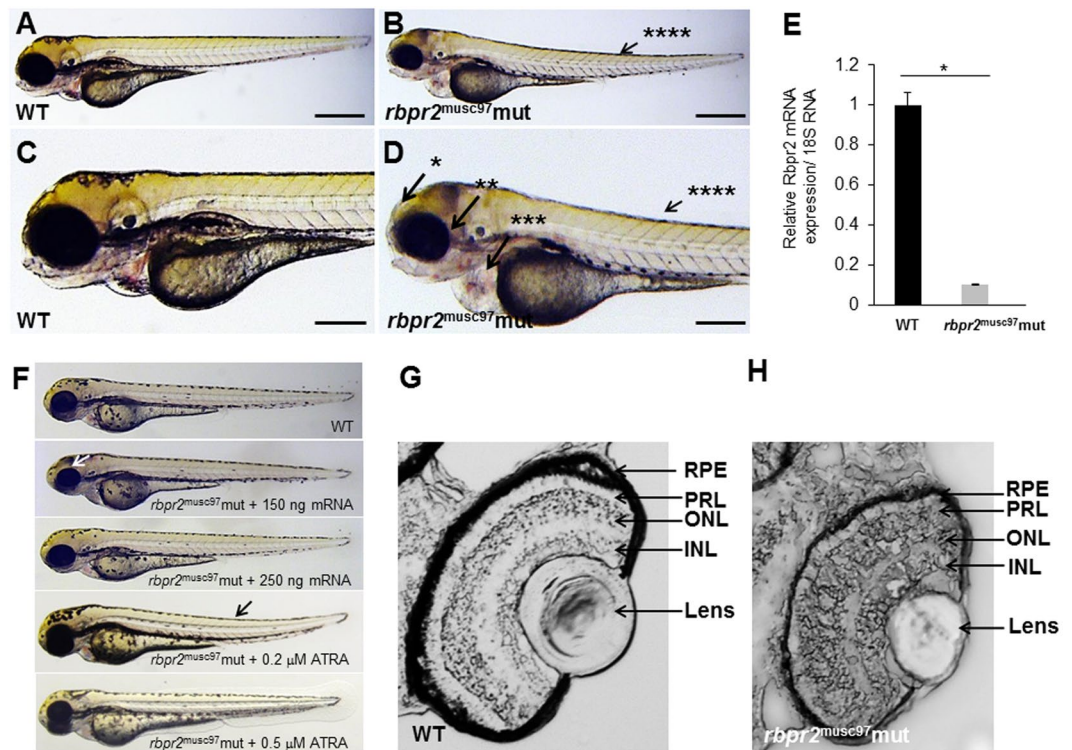 A
WT
B
****
rbpr2musc97mut
C
WT
D
*
**
***
****
rbpr2musc97mut
E
*
Relative Rbpr2 mRNA
expression/ 18S RNA
1.2
1
0.8
0.6
0.4
0.2
0
WT
rbpr2musc97mut
F
WT
rbpr2musc97mut + 150 ng mRNA
rbpr2musc97mut + 250 ng mRNA
rbpr2musc97mut + 0.2 µM ATRA
rbpr2musc97mut + 0.5 µM ATRA
G
RPE
PRL
ONL
INL
Lens
WT
H
RPE
PRL
ONL
INL
Lens
rbpr2musc97mut